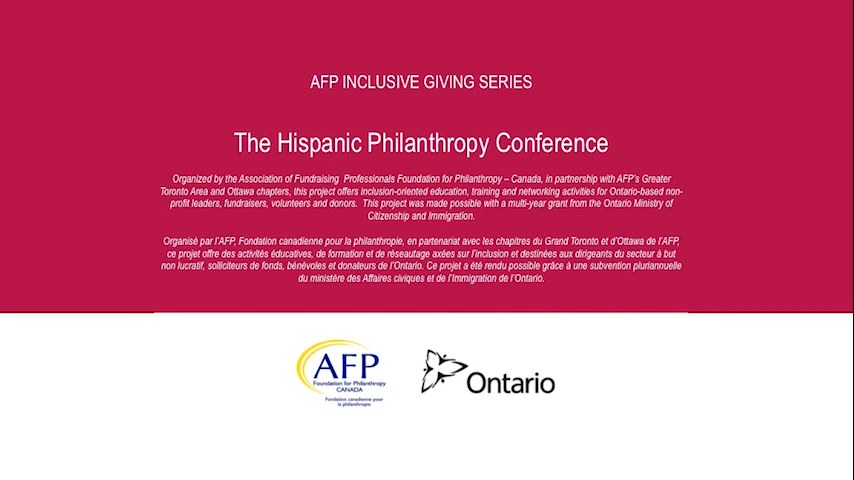 AFP INCLUSIVE GIVING SERIES
The Hispanic Philanthropy Conference
Organized by the Association of Fundraising Professionals Foundation for Philanthropy – Canada, in partnership with AFP's Greater
Toronto Area and Ottawa chapters, this project offers inclusion-oriented education, training and networking activities for Ontario-based non-
profit leaders, fundraisers, volunteers and donors. This project was made possible with a multi-year grant from the Ontario Ministry of
Citizenship and Immigration.
Organisé par l'AFP, Fondation canadienne pour la philanthropie, en partenariat avec les chapitres du Grand Toronto et d'Ottawa de l'AFP,
ce projet offre des activités éducatives, de formation et de réseautage axées sur l'inclusion et destinées aux dirigeants du secteur à but
non lucratif, solliciteurs de fonds, bénévoles et donateurs de l'Ontario. Ce projet a été rendu possible grâce à une subvention pluriannuelle
du ministère des Affaires civiques et de l'Immigration de l'Ontario.
AFP
Foundation for Philanthropy
CANADA
Fondation canadienne pour
la philanthropie
Ontario